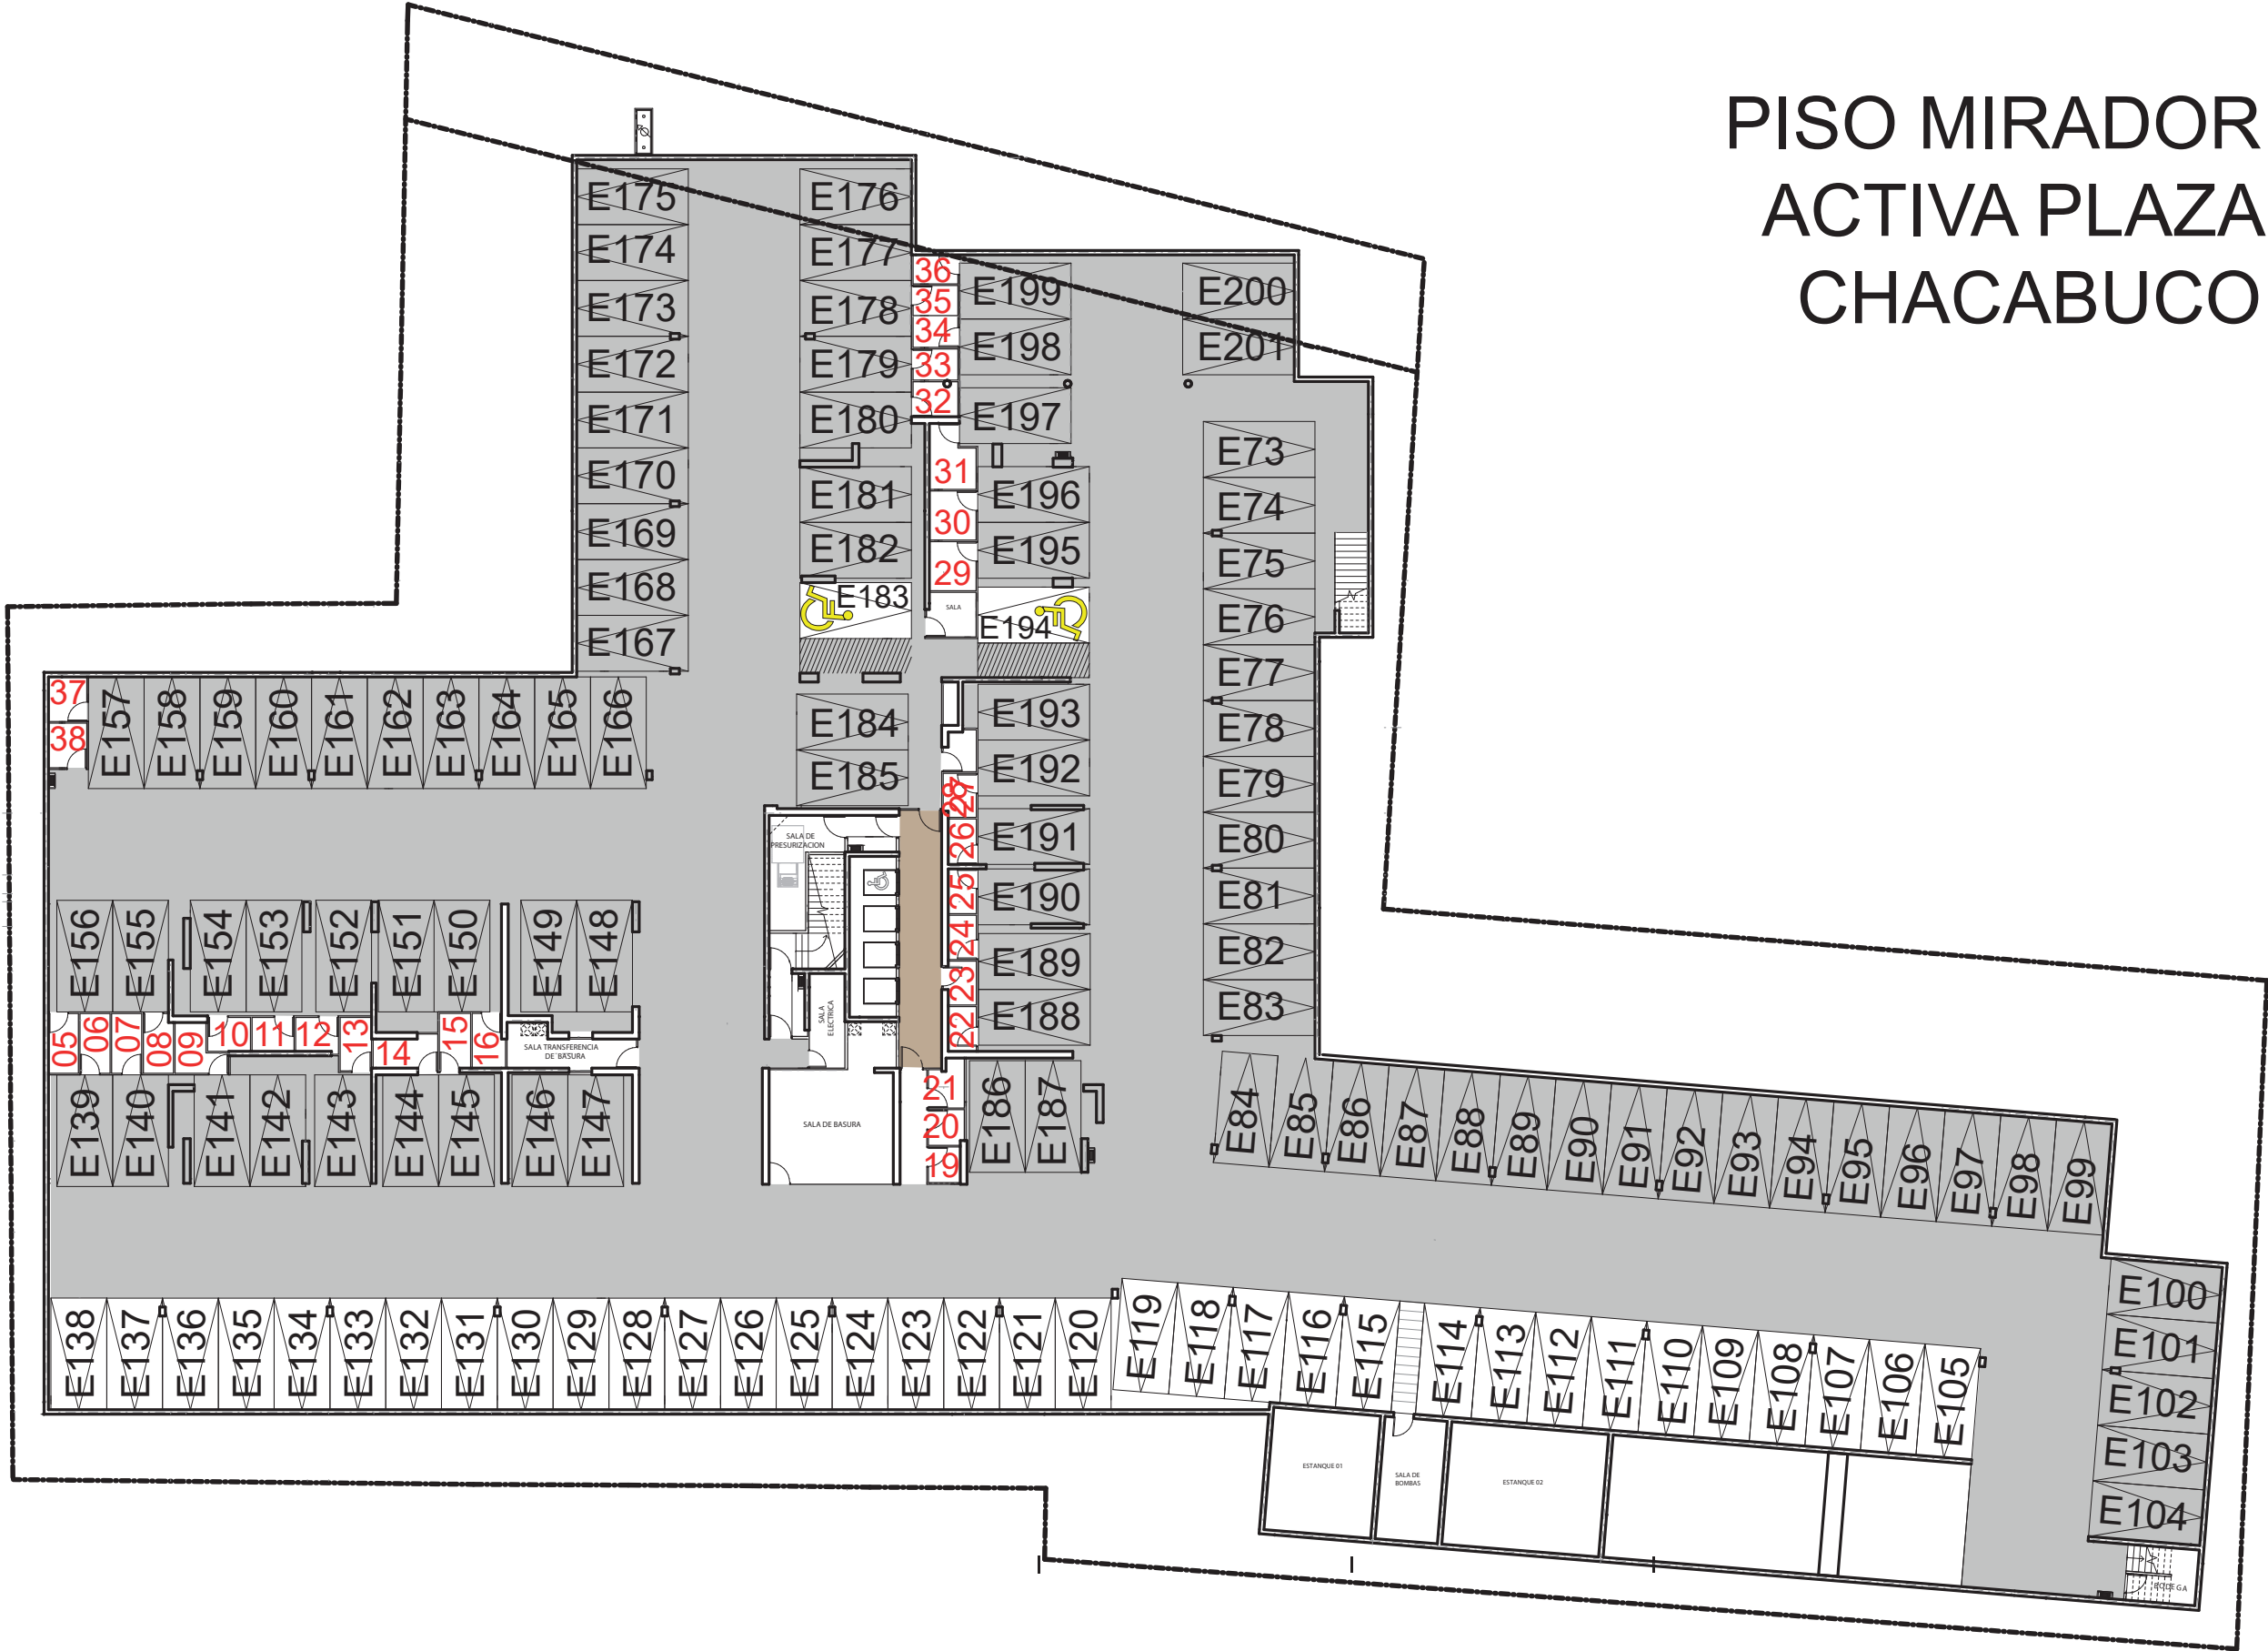 PISO MIRADOR
ACTIVA PLAZA
CHACABUCO
E175
E174
E173
E172
E171
E170
E169
E168
E167
E176
E177
E178
E179
E180
E181
E182
E183
E184
E185
36
35
34
33
32
31
30
29
SALA
E199
E198
E197
E196
E195
E194
E193
E192
E191
E190
E189
E188
E200
E201
E73
E74
E75
E76
E77
E78
E79
E80
E81
E82
E83
37
38
E157
E158
E159
E160
E161
E162
E163
E164
E165
E166
28
27
26
25
24
23
22
21
20
19
E186
E187
SALA DE
PRESURIZACION
SALA
ELECTRICA
SALA DE BASURA
E156
E155
E154
E153
E152
E151
E150
E149
E148
05
06
07
08
09
10
11
12
13
14
15
16
SALA TRANSFERENCIA
DE BASURA
E139
E140
E141
E142
E143
E144
E145
E146
E147
E84
E85
E86
E87
E88
E89
E90
E91
E92
E93
E94
E95
E96
E97
E98
E99
E100
E101
E102
E103
E104
E138
E137
E136
E135
E134
E133
E132
E131
E130
E129
E128
E127
E126
E125
E124
E123
E122
E121
E120
E119
E118
E117
E116
E115
E114
E113
E112
E111
E110
E109
E108
E107
E106
E105
ESTANQUE 01
SALA DE
BOMBAS
ESTANQUE 02
BODEGA